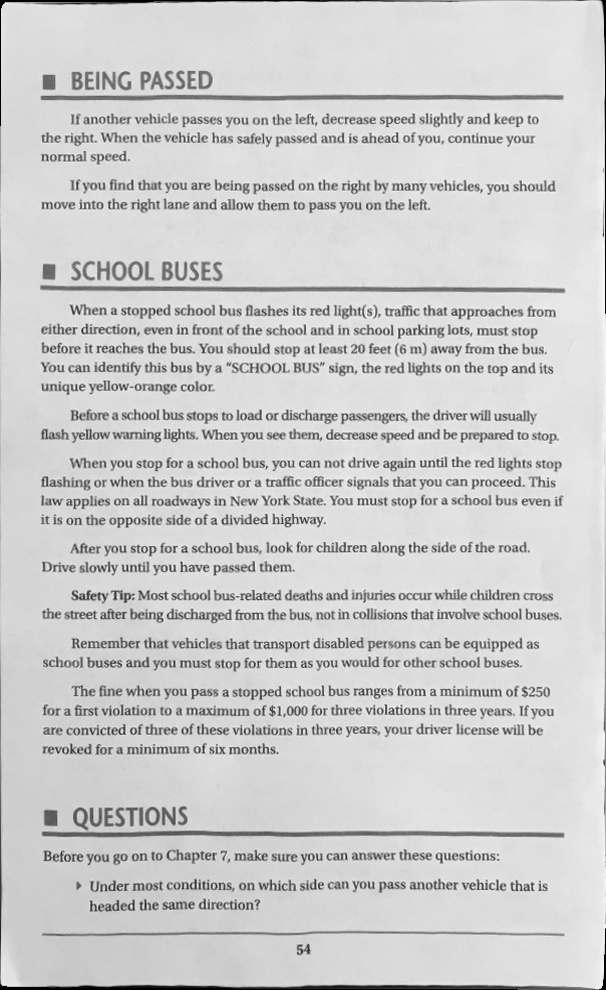 ■ BEING PASSED
If another vehicle passes you on the left, decrease speed slightly and keep to
the right. When the vehicle has safely passed and is ahead of you, continue your
normal speed.
If you find that you are being passed on the right by many vehicles, you should
move into the right lane and allow them to pass you on the left.
■ SCHOOL BUSES
When a stopped school bus flashes its red light(s), traffic that approaches from
either direction, even in front of the school and in school parking lots, must stop
before it reaches the bus. You should stop at least 20 feet (6 m) away from the bus.
You can identify this bus by a "SCHOOL BUS" sign, the red lights on the top and its
unique yellow-orange color.
Before a school bus stops to load or discharge passengers, the driver will usually
flash yellow warning lights. When you see them, decrease speed and be prepared to stop.
When you stop for a school bus, you can not drive again until the red lights stop
flashing or when the bus driver or a traffic officer signals that you can proceed. This
law applies on all roadways in New York State. You must stop for a school bus even if
it is on the opposite side of a divided highway.
After you stop for a school bus, look for children along the side of the road.
Drive slowly until you have passed them.
Safety Tip: Most school bus-related deaths and injuries occur while children cross
the street after being discharged from the bus, not in collisions that involve school buses.
Remember that vehicles that transport disabled persons can be equipped as
school buses and you must stop for them as you would for other school buses.
The fine when you pass a stopped school bus ranges from a minimum of $250
for a first violation to a maximum of $1,000 for three violations in three years. If you
are convicted of three of these violations in three years, your driver license will be
revoked for a minimum of six months.
■ QUESTIONS
Before you go on to Chapter 7, make sure you can answer these questions:
▸ Under most conditions, on which side can you pass another vehicle that is
headed the same direction?
54